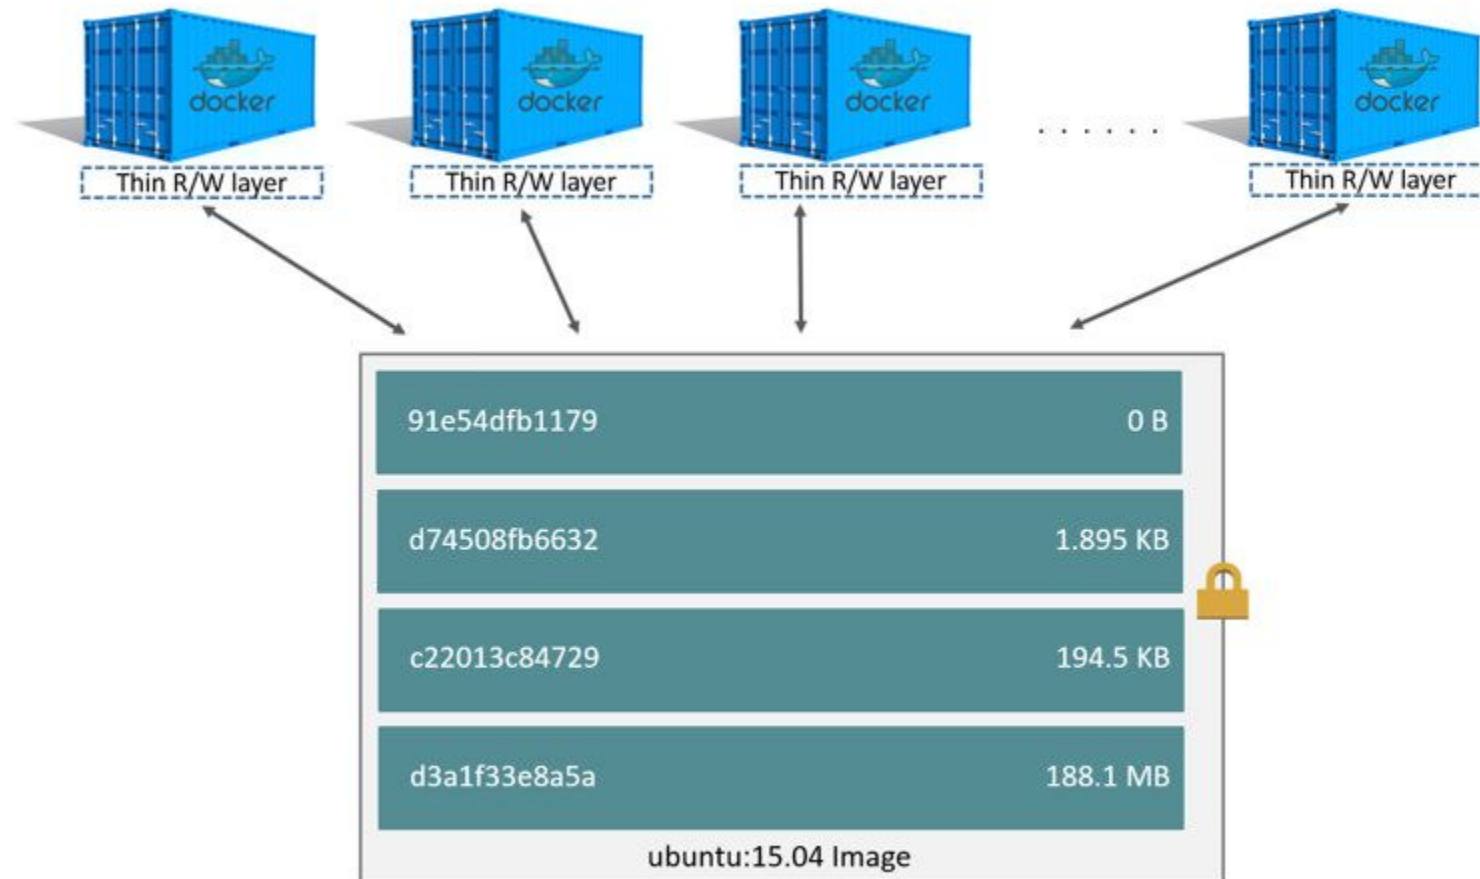 docker
docker
docker
docker
Thin R/W layer
Thin R/W layer
Thin R/W layer
. . . . . .
Thin R/W layer
91e54dfb1179 0 B
d74508fb6632 1.895 KB
c22013c84729 194.5 KB
d3a1f33e8a5a 188.1 MB
ubuntu:15.04 Image